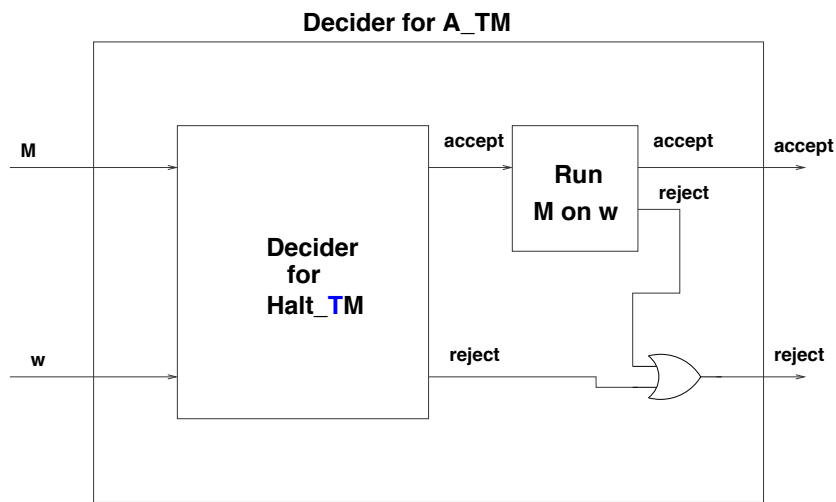 Decider for A_TM
M
accept
accept
accept
Run
M on w
reject
Decider
for
Halt_TM
w
reject
reject